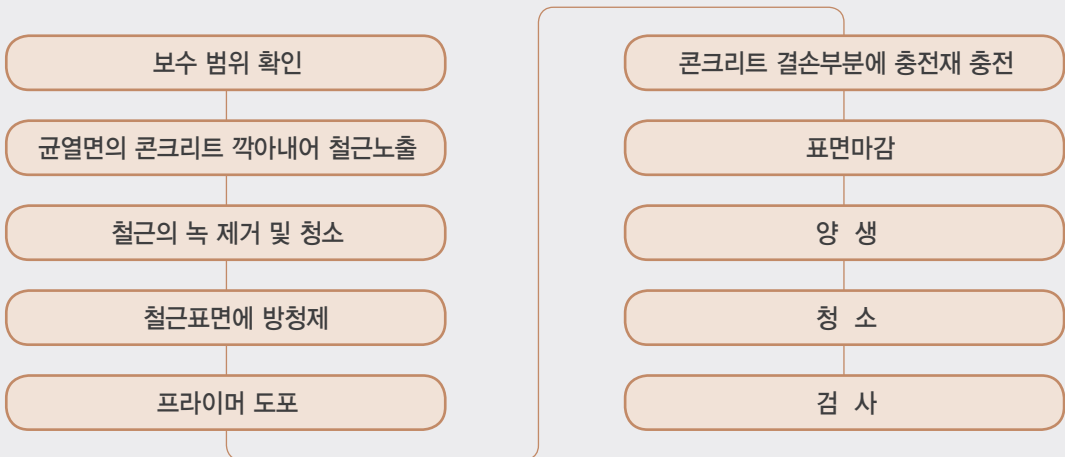 보수 범위 확인
균열면의 콘크리트 깍아내어 철근노출
철근의 녹 제거 및 청소
철근표면에 방청제
프라이머 도포
콘크리트 결손부분에 충전재 충전
표면마감
양 생
청 소
검 사